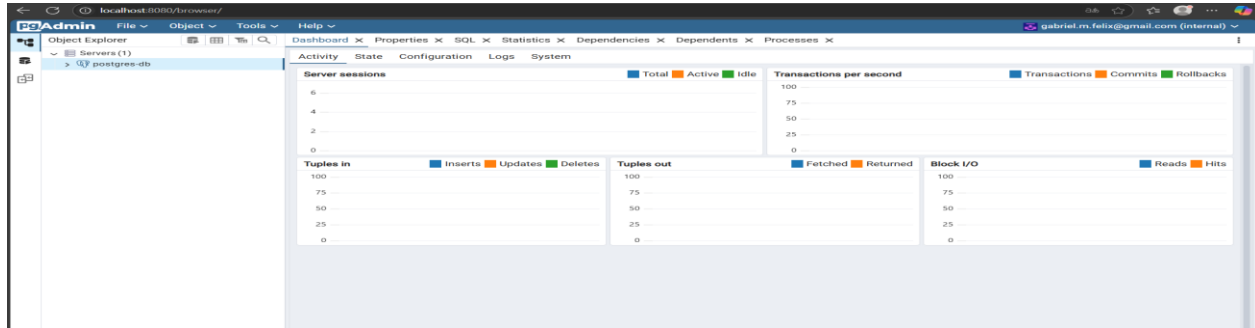 localhost:8080/browser/
pgAdmin File Object Tools Help gabriel.m.felix@gmail.com (internal)
Object Explorer Dashboard Properties SQL Statistics Dependencies Dependents Processes
Servers (1)
postgres-db
Activity State Configuration Logs System
Server sessions Total Active Idle
6
4
2
0
Transactions per second Transactions Commits Rollbacks
100
75
50
25
0
Tuples in Inserts Updates Deletes
100
75
50
25
0
Tuples out Fetched Returned
100
75
50
25
0
Block I/O Reads Hits
100
75
50
25
0